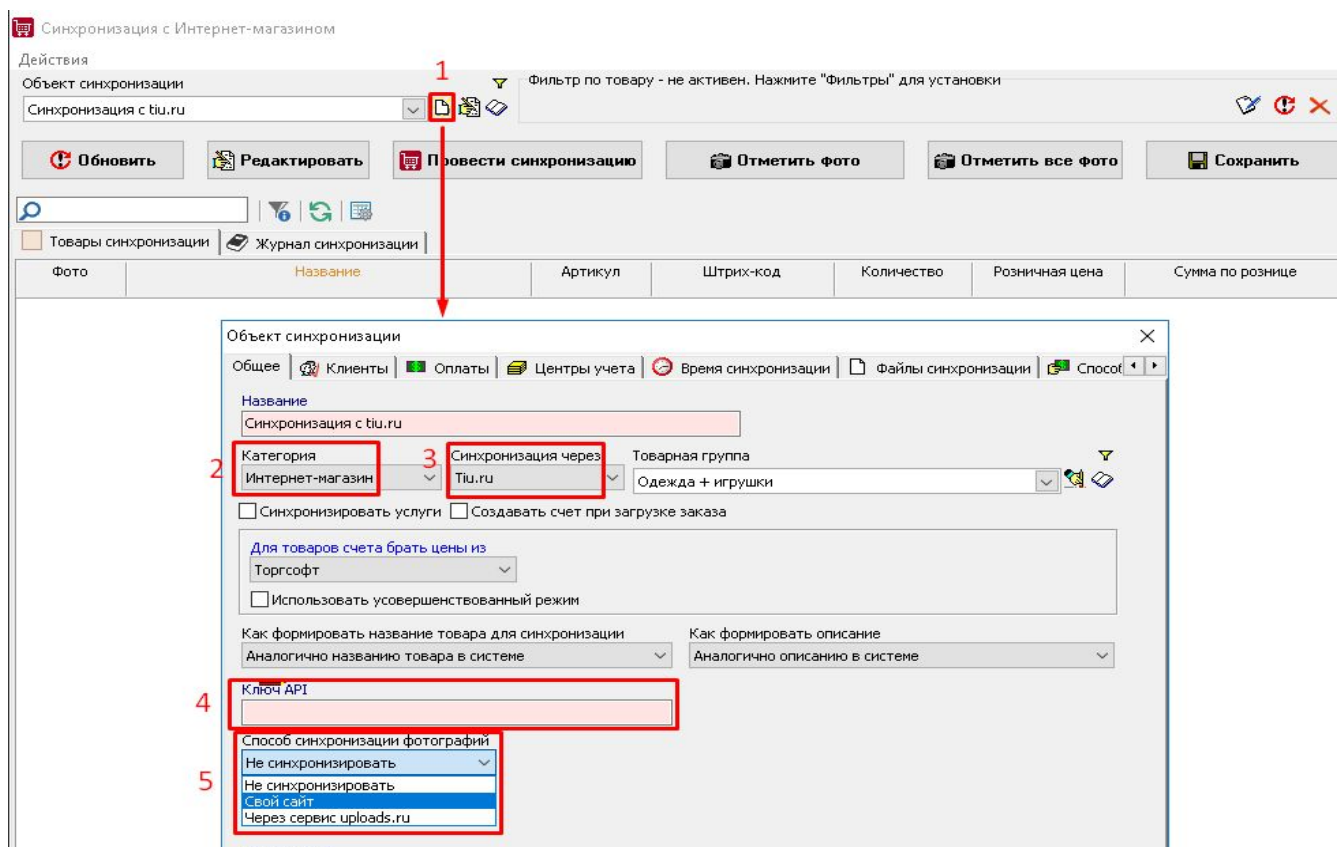 Синхронизация с Интернет-магазином
Действия
Объект синхронизации
1
Фильтр по товару - не активен. Нажмите "Фильтры" для установки
Синхронизация с tiu.ru
Обновить Редактировать Провести синхронизацию Отметить фото Отметить все фото Сохранить
Товары синхронизации Журнал синхронизации
Фото Название Артикул Штрих-код Количество Розничная цена Сумма по рознице
Объект синхронизации
Общее Клиенты Оплаты Центры учета Время синхронизации Файлы синхронизации Способ
Название
Синхронизация с tiu.ru
2 Категория 3 Синхронизация через Товарная группа
Интернет-магазин Tiu.ru Одежда + игрушки
Синхронизировать услуги Создавать счет при загрузке заказа
Для товаров счета брать цены из
Торгсофт
Использовать усовершенствованный режим
Как формировать название товара для синхронизации Как формировать описание
Аналогично названию товара в системе Аналогично описанию в системе
4 Ключ API
Способ синхронизации фотографий
Не синхронизировать
5 Не синхронизировать
Свой сайт
Через сервис uploads.ru